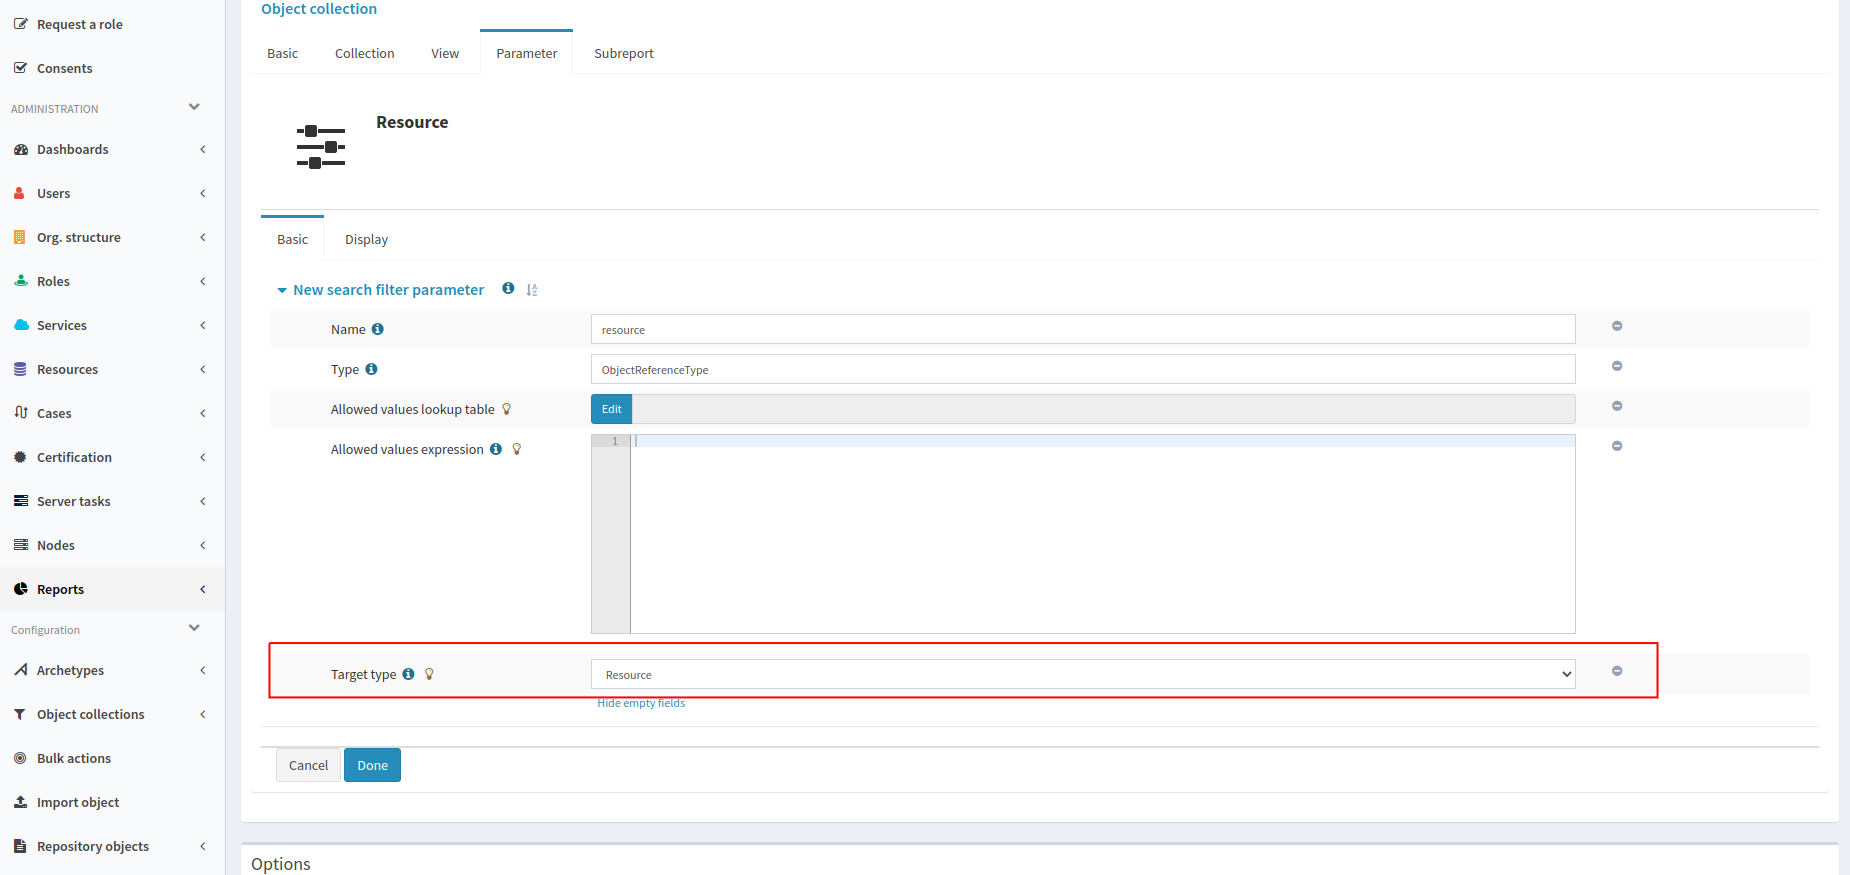 Request a role
Consents
ADMINISTRATION
Dashboards
Users
Org. structure
Roles
Services
Resources
Cases
Certification
Server tasks
Nodes
Reports
Configuration
Archetypes
Object collections
Bulk actions
Import object
Repository objects
Object collection
Basic Collection View Parameter Subreport
Resource
Basic Display
New search filter parameter
Name resource
Type ObjectReferenceType
Allowed values lookup table Edit
Allowed values expression 1
Target type Resource
Hide empty fields
Cancel Done
Options